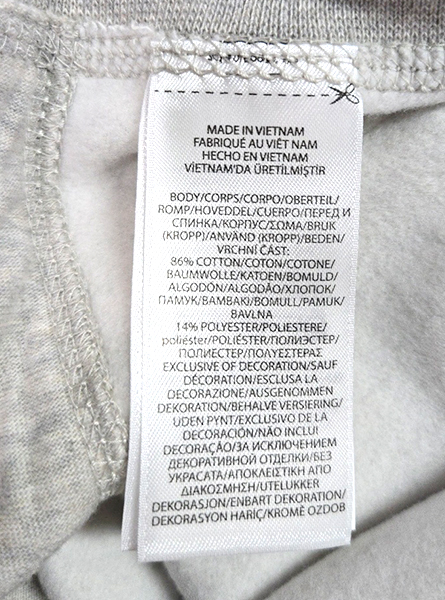 MADE IN VIETNAM
FABRIQUÉ AU VIÊT NAM
HECHO EN VIETNAM
VIETNAM'DA ÜRETİLMİŞTİR
BODY/CORPS/CORPO/OBERTEIL/
ROMP/HOVEDDEL/CUERPO/ПЕРЕД И
СПИНКА/КОРПУС/ΣΩΜΑ/BRUK
(KROPP)/ANVÄND (KROPP)/BEDEN/
VRCHNÍ ČÁST:
86% COTTON/COTON/COTONE/
BAUMWOLLE/KATOEN/BOMULD/
ALGODÓN/ALGODÃO/ХЛОПОК/
ПАМУК/ΒΑΜΒΑΚΙ/BOMULL/PAMUK/
BAVLNA
14% POLYESTER/POLIESTERE/
poliéster/POLIÉSTER/ПОЛИЭСТЕР/
ПОЛИЕСТЕР/ΠΟΛΥΕΣΤΕΡΑΣ
EXCLUSIVE OF DECORATION/SAUF
DÉCORATION/ESCLUSA LA
DECORAZIONE/AUSGENOMMEN
DEKORATION/BEHALVE VERSIERING/
UDEN PYNT/EXCLUSIVO DE LA
DECORACIÓN/NÃO INCLUI
DECORAÇÃO/ЗА ИСКЛЮЧЕНИЕМ
ДЕКОРАТИВНОЙ ОТДЕЛКИ/БЕЗ
УКРАСАТА/ΑΠΟΚΛΕΙΣΤΙΚΗ ΑΠΟ
ΔΙΑΚΟΣΜΗΣΗ/UTELUKKER
DEKORASJON/ENBART DEKORATION/
DEKORASYON HARİÇ/KROMĚ OZDOB